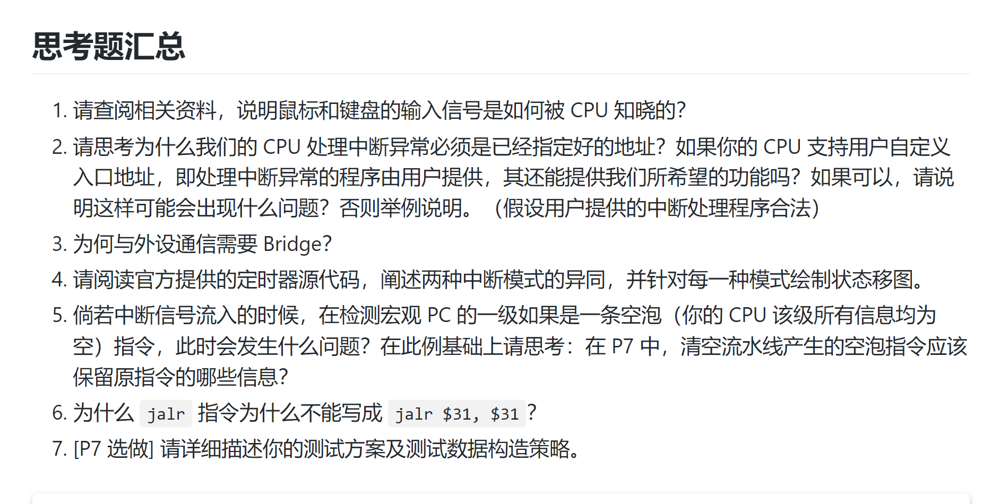 思考题汇总
1. 请查阅相关资料，说明鼠标和键盘的输入信号是如何被 CPU 知晓的？
2. 请思考为什么我们的 CPU 处理中断异常必须是已经指定好的地址？如果你的 CPU 支持用户自定义
入口地址，即处理中断异常的程序由用户提供，其还能提供我们所希望的功能吗？如果可以，请说
明这样可能会出现什么问题？否则举例说明。（假设用户提供的中断处理程序合法）
3. 为何与外设通信需要 Bridge？
4. 请阅读官方提供的定时器源代码，阐述两种中断模式的异同，并针对每一种模式绘制状态移图。
5. 倘若中断信号流入的时候，在检测宏观 PC 的一级如果是一条空泡（你的 CPU 该级所有信息均为
空）指令，此时会发生什么问题？在此例基础上请思考：在 P7 中，清空流水线产生的空泡指令应该
保留原指令的哪些信息？
6. 为什么 jalr 指令为什么不能写成 jalr $31, $31？
7. [P7 选做] 请详细描述你的测试方案及测试数据构造策略。